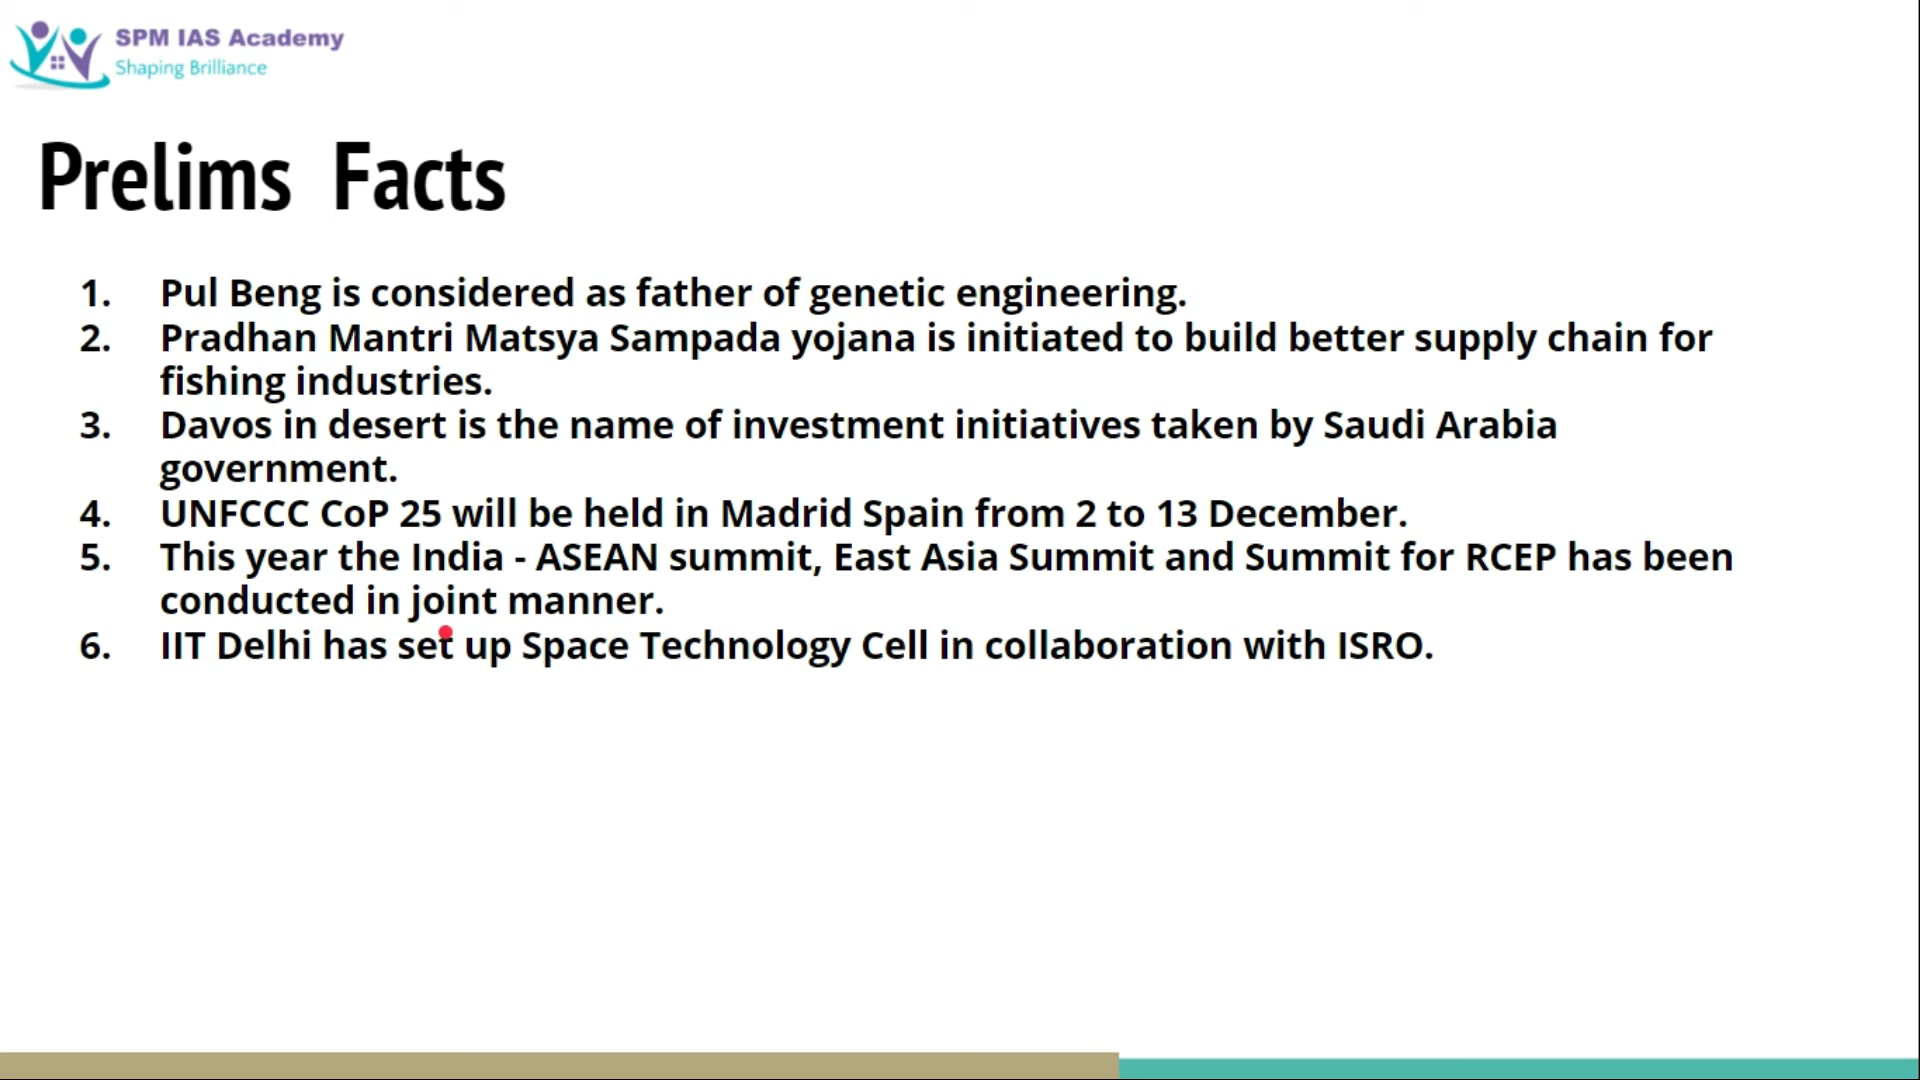 SPM IAS Academy
Shaping Brilliance
Prelims Facts
1. Pul Beng is considered as father of genetic engineering.
2. Pradhan Mantri Matsya Sampada yojana is initiated to build better supply chain for
fishing industries.
3. Davos in desert is the name of investment initiatives taken by Saudi Arabia
government.
4. UNFCCC CoP 25 will be held in Madrid Spain from 2 to 13 December.
5. This year the India - ASEAN summit, East Asia Summit and Summit for RCEP has been
conducted in joint manner.
6. IIT Delhi has set up Space Technology Cell in collaboration with ISRO.